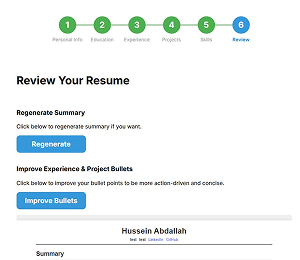 1 2 3 4 5 6
Personal Info Education Experience Projects Skills Review
Review Your Resume
Regenerate Summary
Click below to regenerate summary if you want.
Regenerate
Improve Experience & Project Bullets
Click below to improve your bullet points to be more action-driven and concise.
Improve Bullets
Hussein Abdallah
test test LinkedIn GitHub
Summary